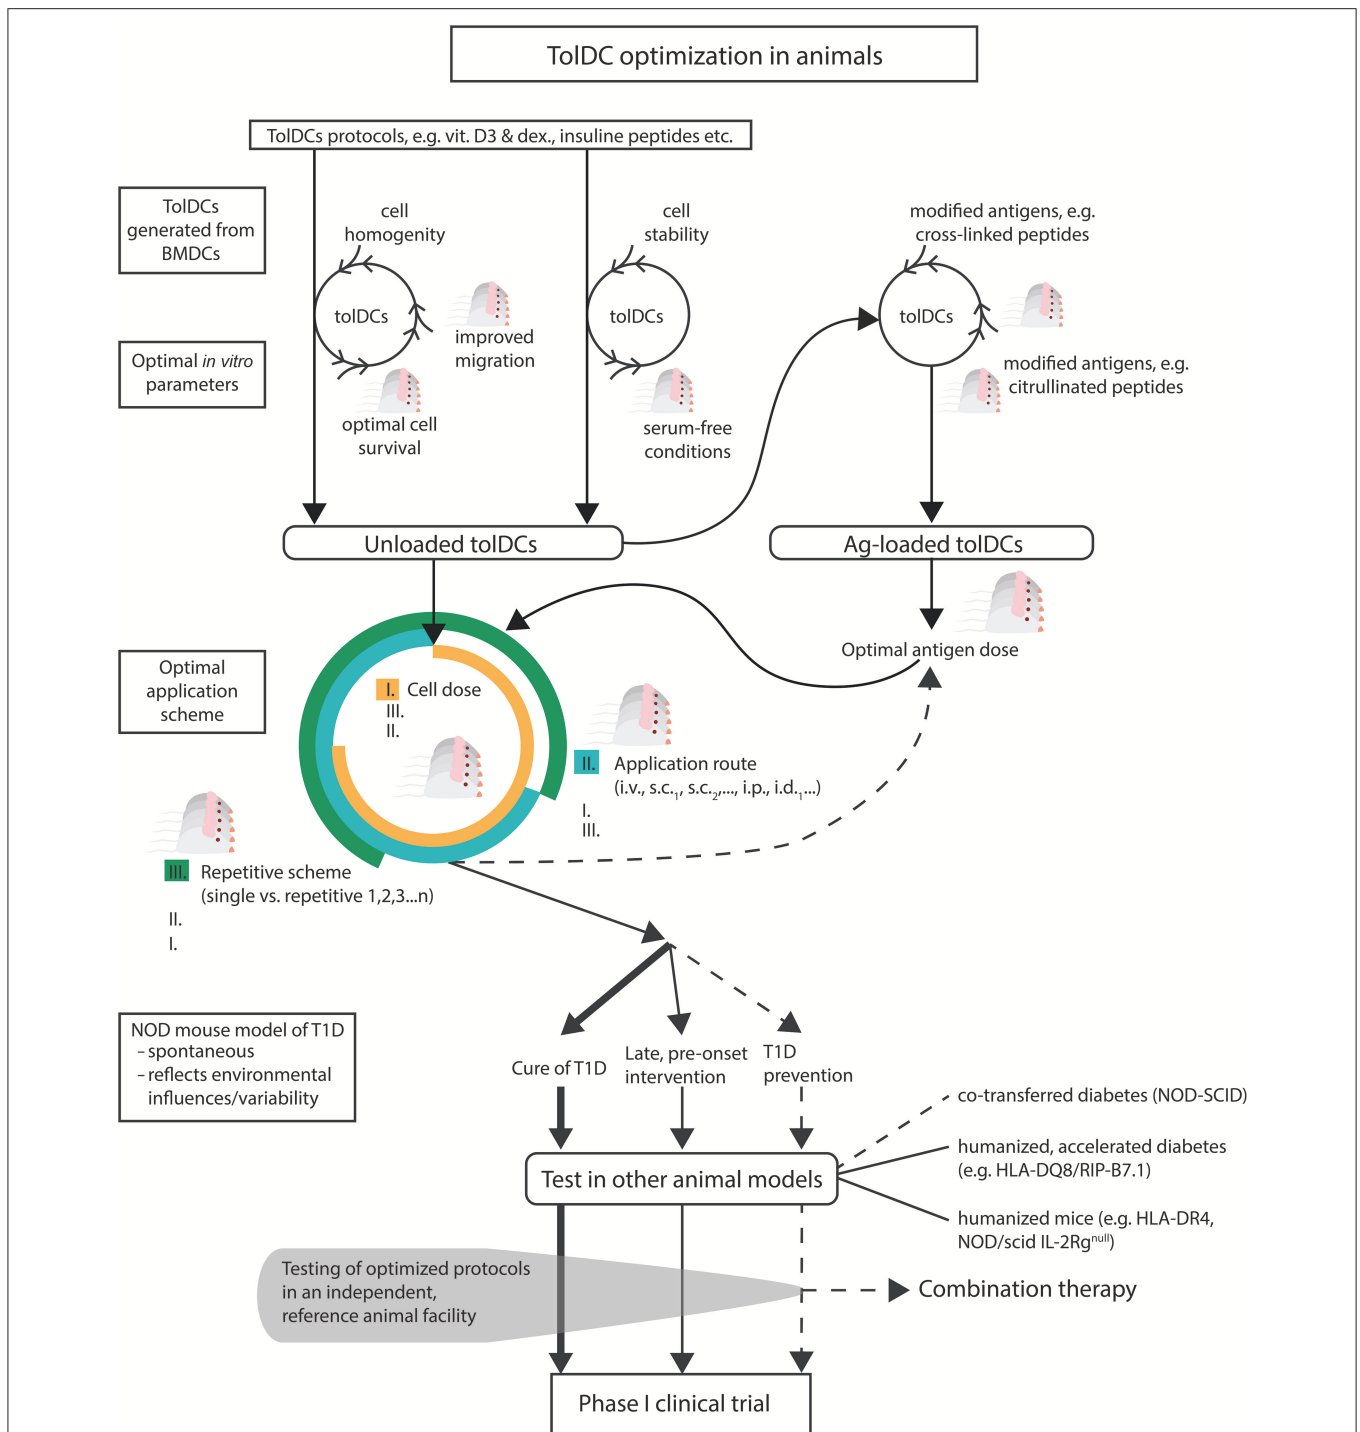 TolDC optimization in animals
TolDCs protocols, e.g. vit. D3 & dex., insuline peptides etc.
TolDCs
generated from
BMDCs
cell
homogenity
cell
stability
modified antigens, e.g.
cross-linked peptides
tolDCs
tolDCs
tolDCs
improved
migration
Optimal in vitro
parameters
modified antigens, e.g.
citrullinated peptides
optimal cell
survival
serum-free
conditions
Unloaded tolDCs
Ag-loaded tolDCs
Optimal antigen dose
Optimal
application
scheme
I. Cell dose
III.
II.
II. Application route
(i.v., s.c.1, s.c.2,..., i.p., i.d.1...)
I.
III.
III. Repetitive scheme
(single vs. repetitive 1,2,3...n)
II.
I.
NOD mouse model of T1D
– spontaneous
– reflects environmental
influences/variability
Cure of T1D
Late, pre-onset
intervention
T1D
prevention
co-transferred diabetes (NOD-SCID)
humanized, accelerated diabetes
(e.g. HLA-DQ8/RIP-B7.1)
Test in other animal models
humanized mice (e.g. HLA-DR4,
NOD/scid IL-2Rgnull)
Testing of optimized protocols
in an independent,
reference animal facility
Combination therapy
Phase I clinical trial